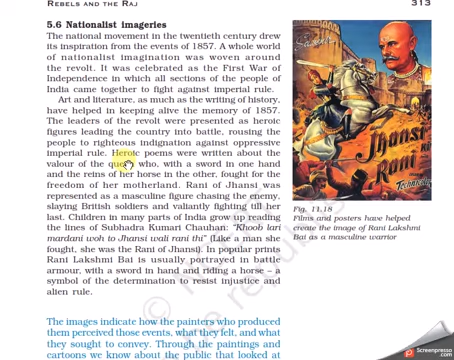 REBELS AND THE RAJ
313
5.6 Nationalist imageries
The national movement in the twentieth century drew
its inspiration from the events of 1857. A whole world
of nationalist imagination was woven around
the revolt. It was celebrated as the First War of
Independence in which all sections of the people of
India came together to fight against imperial rule.
Art and literature, as much as the writing of history,
have helped in keeping alive the memory of 1857.
The leaders of the revolt were presented as heroic
figures leading the country into battle, rousing the
people to righteous indignation against oppressive
imperial rule. Heroic poems were written about the
valour of the queen who, with a sword in one hand
and the reins of her horse in the other, fought for the
freedom of her motherland. Rani of Jhansi was
represented as a masculine figure chasing the enemy,
slaying British soldiers and valiantly fighting till her
last. Children in many parts of India grow up reading
the lines of Subhadra Kumari Chauhan: "Khoob lari
mardani woh to Jhansi wali rani thi" (Like a man she
fought, she was the Rani of Jhansi). In popular prints
Rani Lakshmi Bai is usually portrayed in battle
armour, with a sword in hand and riding a horse – a
symbol of the determination to resist injustice and
alien rule.
The images indicate how the painters who produced
them perceived those events, what they felt, and what
they sought to convey. Through the paintings and
cartoons we know about the public that looked at
Jhansi
Ki
Rani
Technicolor
Fig. 11.18
Films and posters have helped
create the image of Rani Lakshmi
Bai as a masculine warrior
Screenpresso
.com